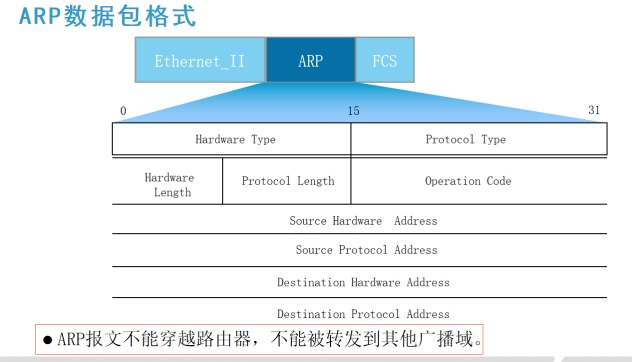 ARP数据包格式
Ethernet_II ARP FCS
0 15 31
Hardware Type Protocol Type
Hardware Length Protocol Length Operation Code
Source Hardware Address
Source Protocol Address
Destination Hardware Address
Destination Protocol Address
●ARP报文不能穿越路由器，不能被转发到其他广播域。